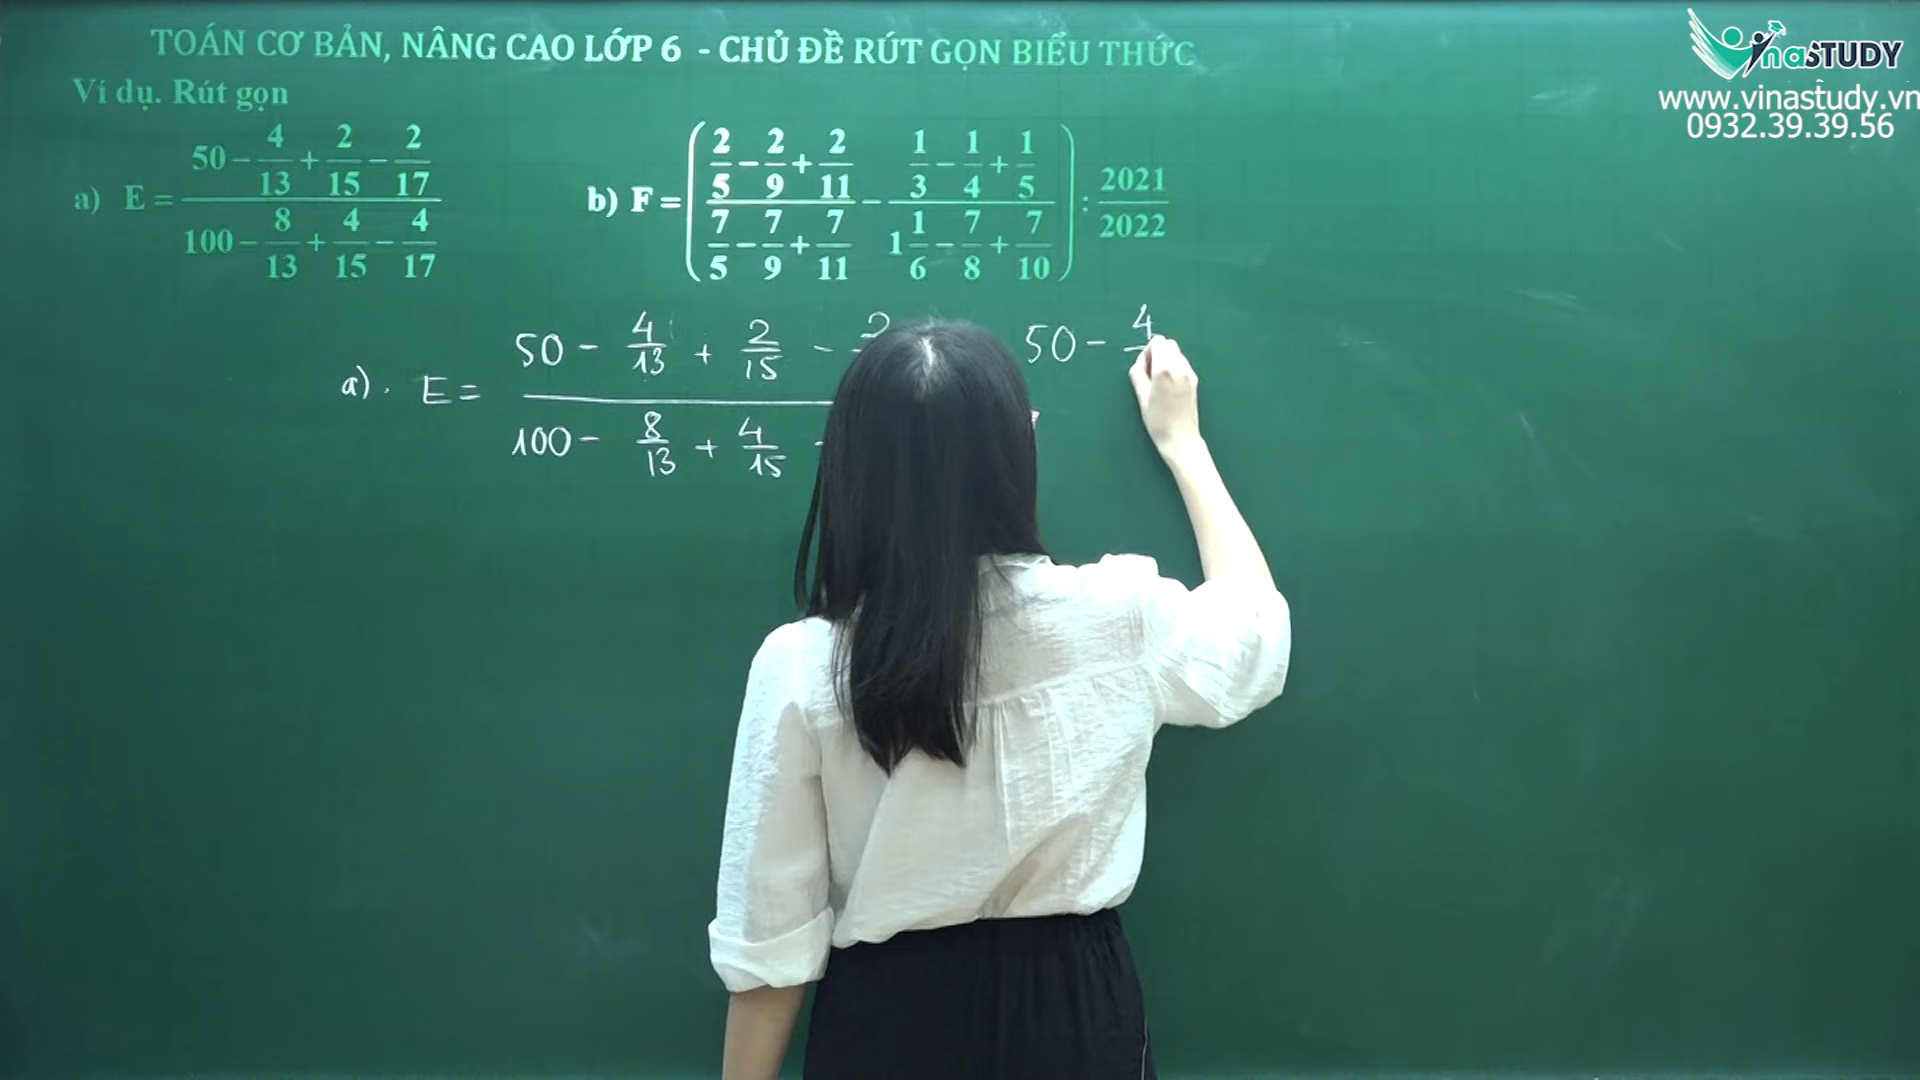 TOÁN CƠ BẢN, NÂNG CAO LỚP 6 - CHỦ ĐỀ RÚT GỌN BIỂU THỨC
VinaSTUDY
www.vinastudy.vn
0932.39.39.56
Ví dụ. Rút gọn
a) E = (50 - 4/13 + 2/15 - 2/17) / (100 - 8/13 + 4/15 - 4/17)
b) F = ((2/5 - 2/9 + 2/11) / (7/5 - 7/9 + 7/11) - (1/3 - 1/4 + 1/5) / (1 1/6 - 7/8 + 7/10)) : 2021/2022
50 - 4/13 + 2/15 - 2
50 - 4
a). E =
100 - 8/13 + 4/15 -